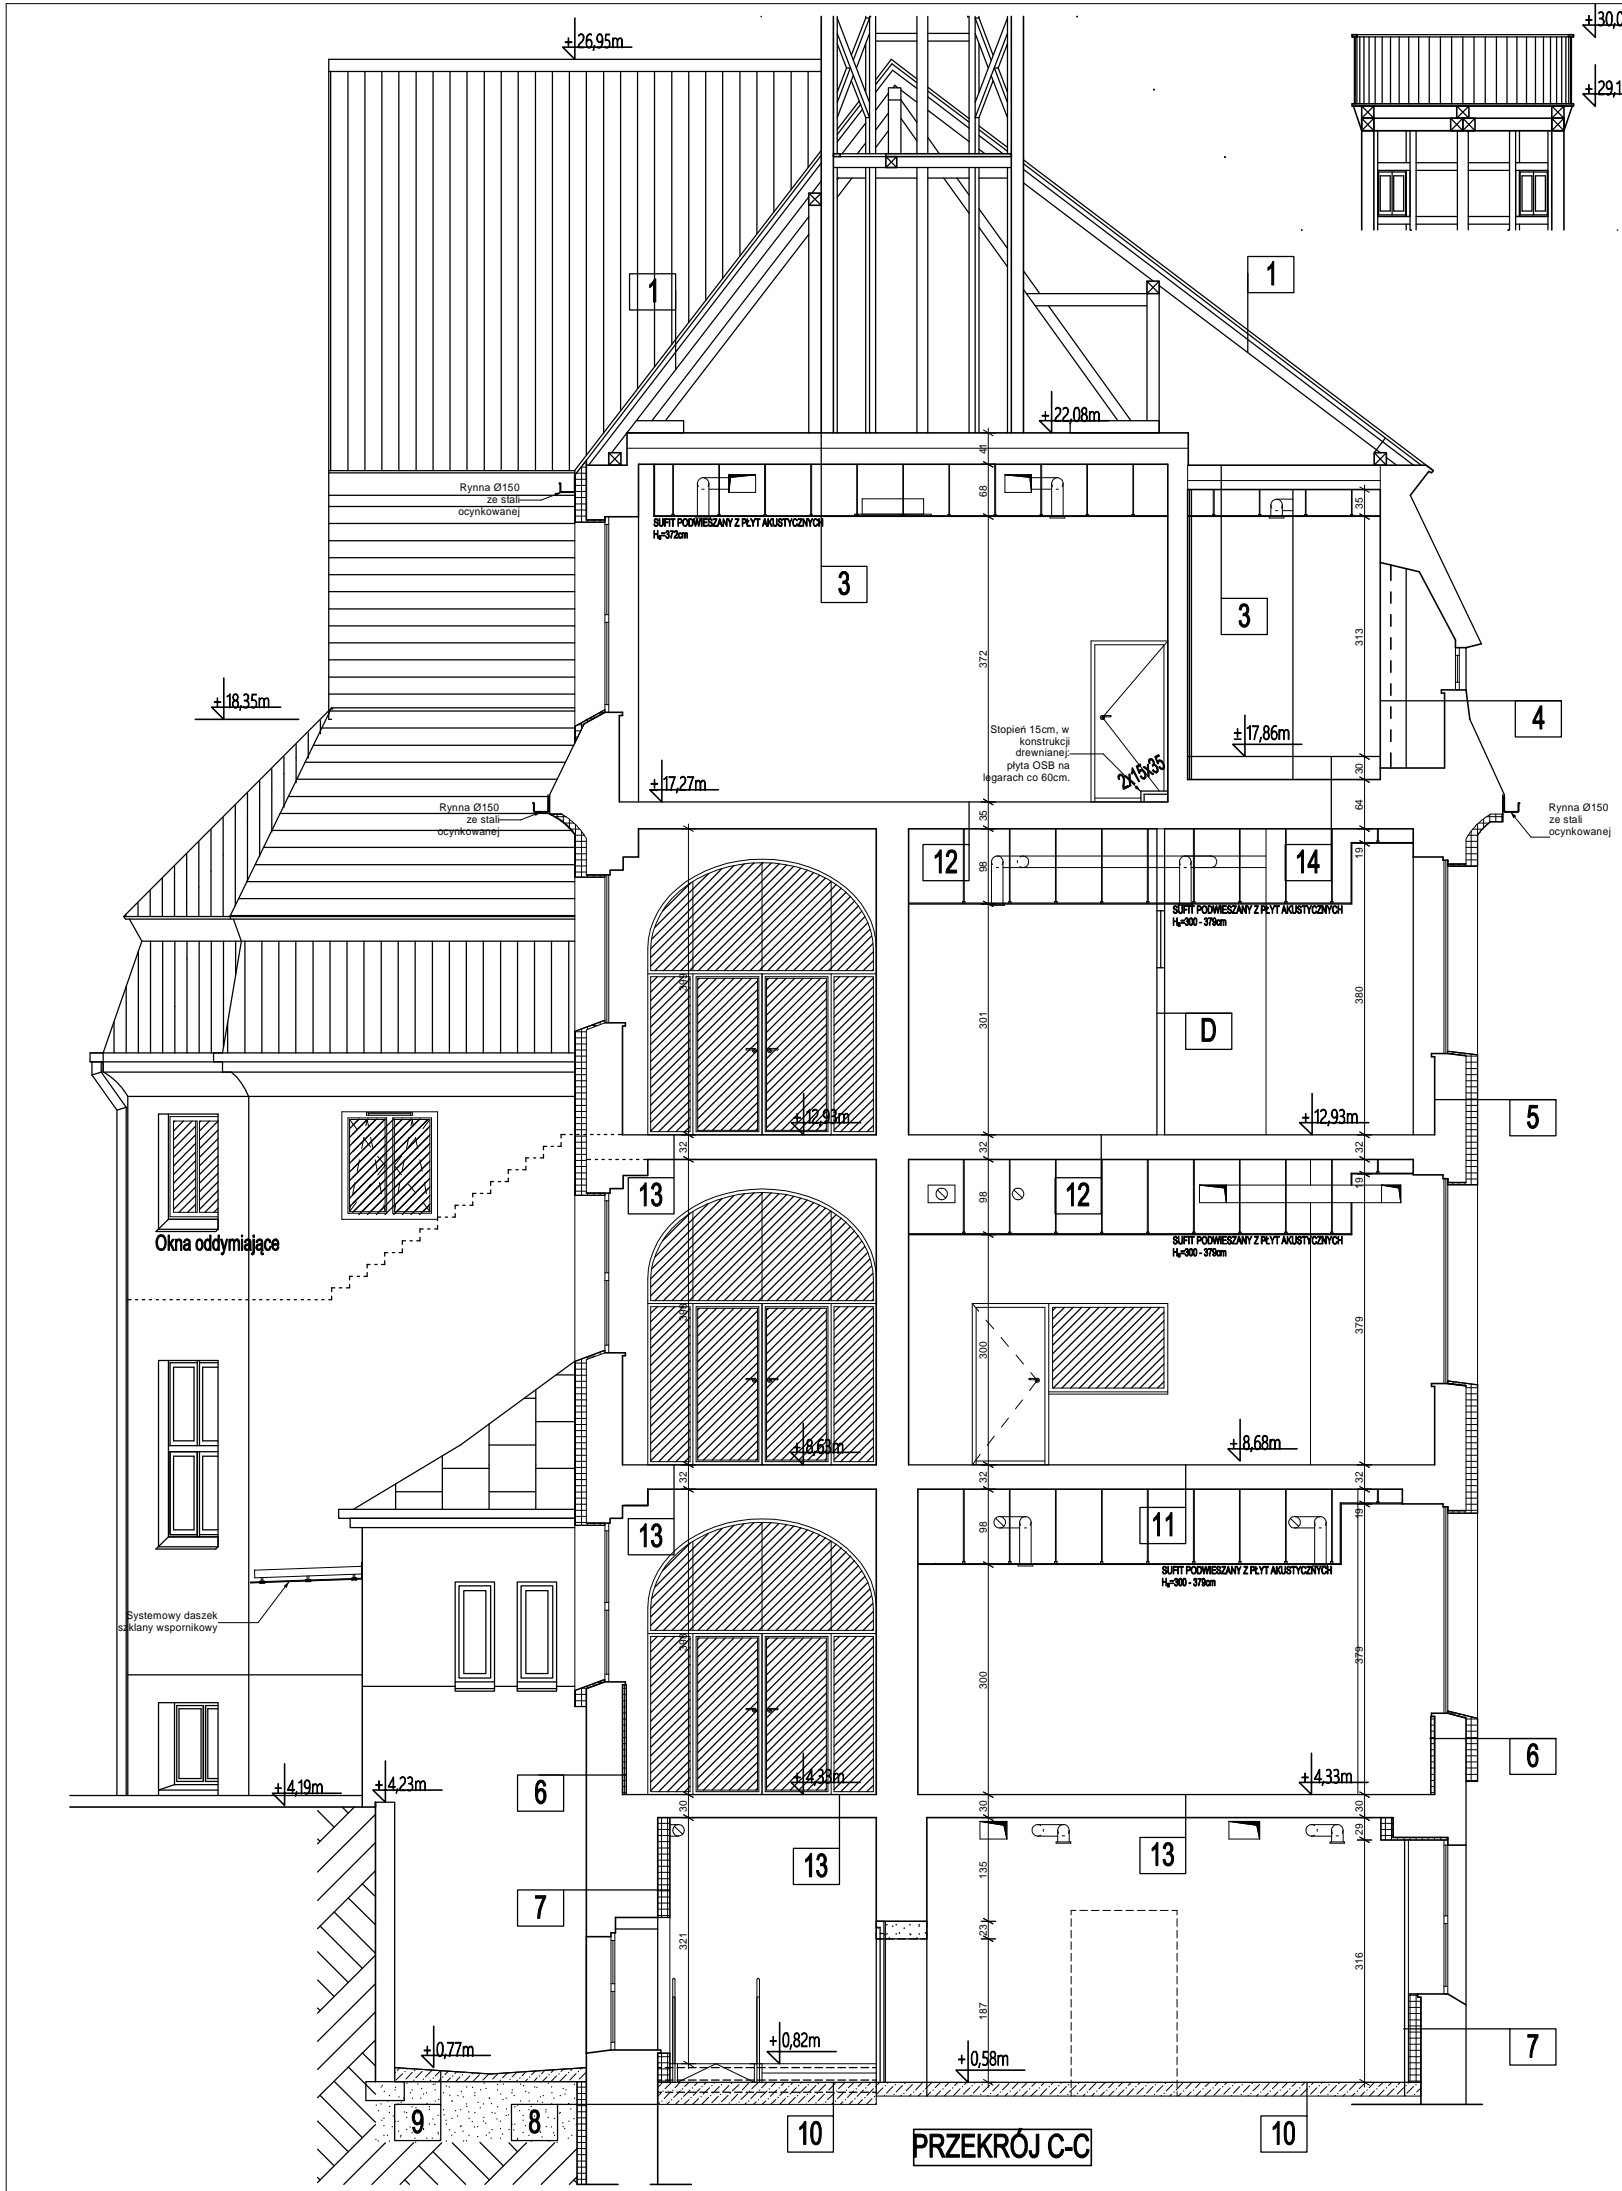 +26,95m
+30,0
+29,1
1
1
+22,08m
41
68
35
Rynna Ø150
ze stali
ocynkowanej
SUFIT PODWIESZANY Z PŁYT AKUSTYCZNYCH
3
3
372
313
+18,35m
4
Stopień 15cm, w
konstrukcji
drewnianej:
płyta OSB na
legarach co 60cm.
2x15x35
±17,86m
30
+17,27m
Rynna Ø150
ze stali
ocynkowanej
35
64
Rynna Ø150
ze stali
ocynkowanej
12
98
14
19
SUFIT PODWIESZANY Z PŁYT AKUSTYCZNYCH
399
301
380
D
+12,93m
+12,93m
5
32
32
32
13
98
12
19
SUFIT PODWIESZANY Z PŁYT AKUSTYCZNYCH
Okna oddymiające
398
300
379
+8,63m
+8,68m
32
32
32
13
98
11
19
SUFIT PODWIESZANY Z PŁYT AKUSTYCZNYCH
Systemowy daszek
szklany wspornikowy
398
300
379
6
6
+4,19m
+4,23m
+4,33m
+4,33m
30
30
30
29
13
13
135
7
23
321
316
187
+0,77m
+0,82m
+0,58m
7
9
8
10
10
PRZEKRÓJ C-C